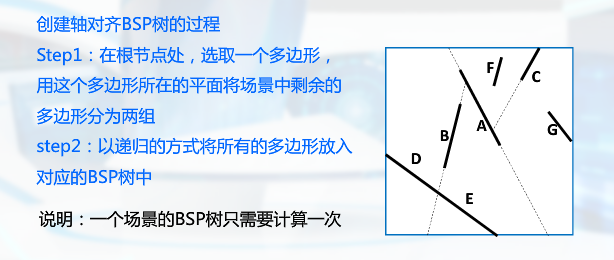 创建轴对齐BSP树的过程
Step1：在根节点处，选取一个多边形，
用这个多边形所在的平面将场景中剩余的
多边形分为两组
step2：以递归的方式将所有的多边形放入
对应的BSP树中
说明：一个场景的BSP树只需要计算一次
F
C
A
G
B
D
E